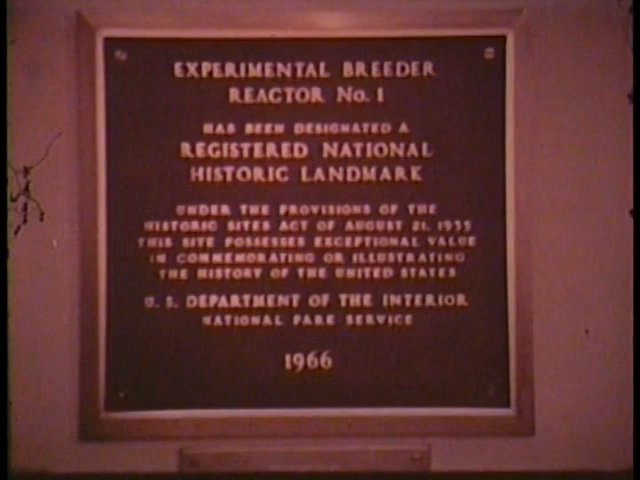 EXPERIMENTAL BREEDER
REACTOR No. 1
HAS BEEN DESIGNATED A
REGISTERED NATIONAL
HISTORIC LANDMARK
UNDER THE PROVISIONS OF THE
HISTORIC SITES ACT OF AUGUST 21, 1935
THIS SITE POSSESSES EXCEPTIONAL VALUE
IN COMMEMORATING OR ILLUSTRATING
THE HISTORY OF THE UNITED STATES
U. S. DEPARTMENT OF THE INTERIOR
NATIONAL PARK SERVICE
1966